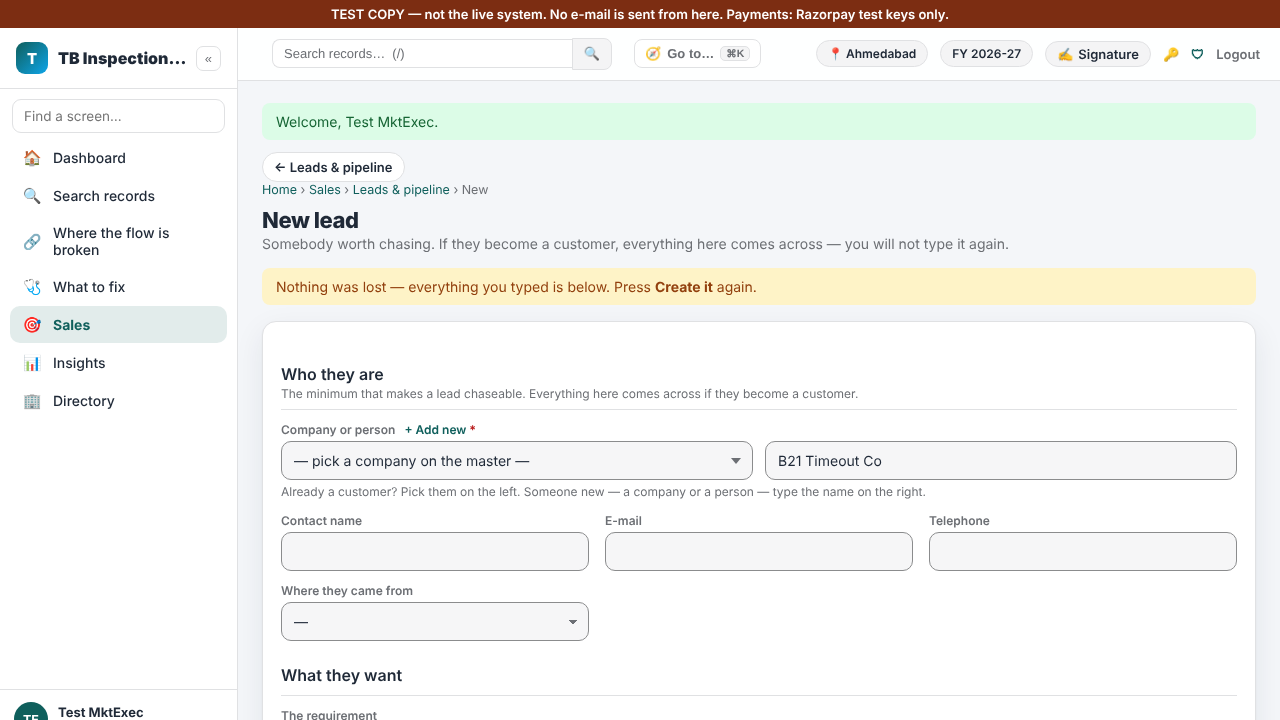 TEST COPY — not the live system. No e-mail is sent from here. Payments: Razorpay test keys only.
T TB Inspection... «
Search records... (/)
Go to... ⌘K
Ahmedabad
FY 2026-27
Signature
Logout
Find a screen...
Dashboard
Search records
Where the flow is
broken
What to fix
Sales
Insights
Directory
Test MktExec
Welcome, Test MktExec.
← Leads & pipeline
Home › Sales › Leads & pipeline › New
New lead
Somebody worth chasing. If they become a customer, everything here comes across — you will not type it again.
Nothing was lost — everything you typed is below. Press Create it again.
Who they are
The minimum that makes a lead chaseable. Everything here comes across if they become a customer.
Company or person + Add new *
— pick a company on the master —
B21 Timeout Co
Already a customer? Pick them on the left. Someone new — a company or a person — type the name on the right.
Contact name
E-mail
Telephone
Where they came from
—
What they want
The requirement